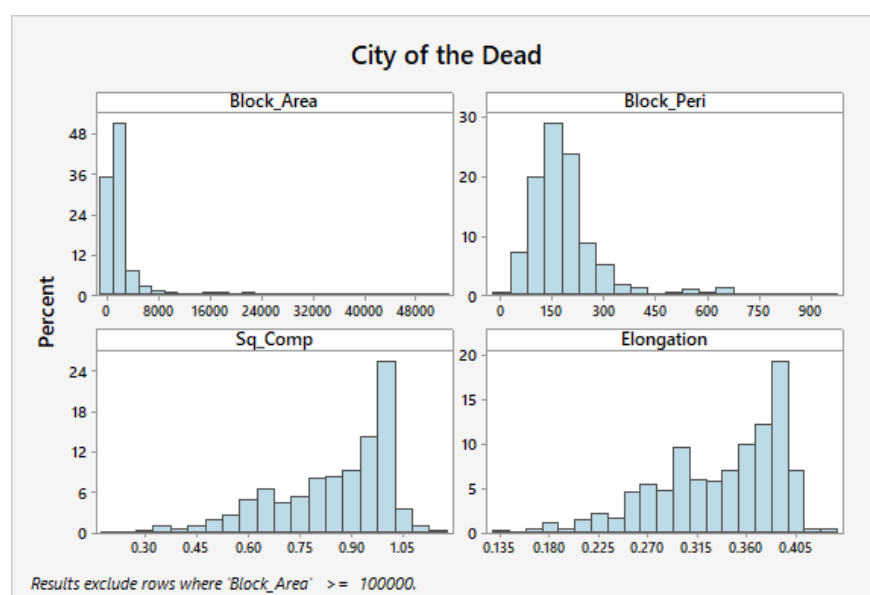 City of the Dead
Block_Area
Block_Peri
48
36
24
12
0
0 8000 16000 24000 32000 40000 48000
30
20
10
0
0 150 300 450 600 750 900
Percent
Sq_Comp
Elongation
24
18
12
6
0
0.30 0.45 0.60 0.75 0.90 1.05
20
15
10
5
0
0.135 0.180 0.225 0.270 0.315 0.360 0.405
Results exclude rows where 'Block_Area' >= 100000.